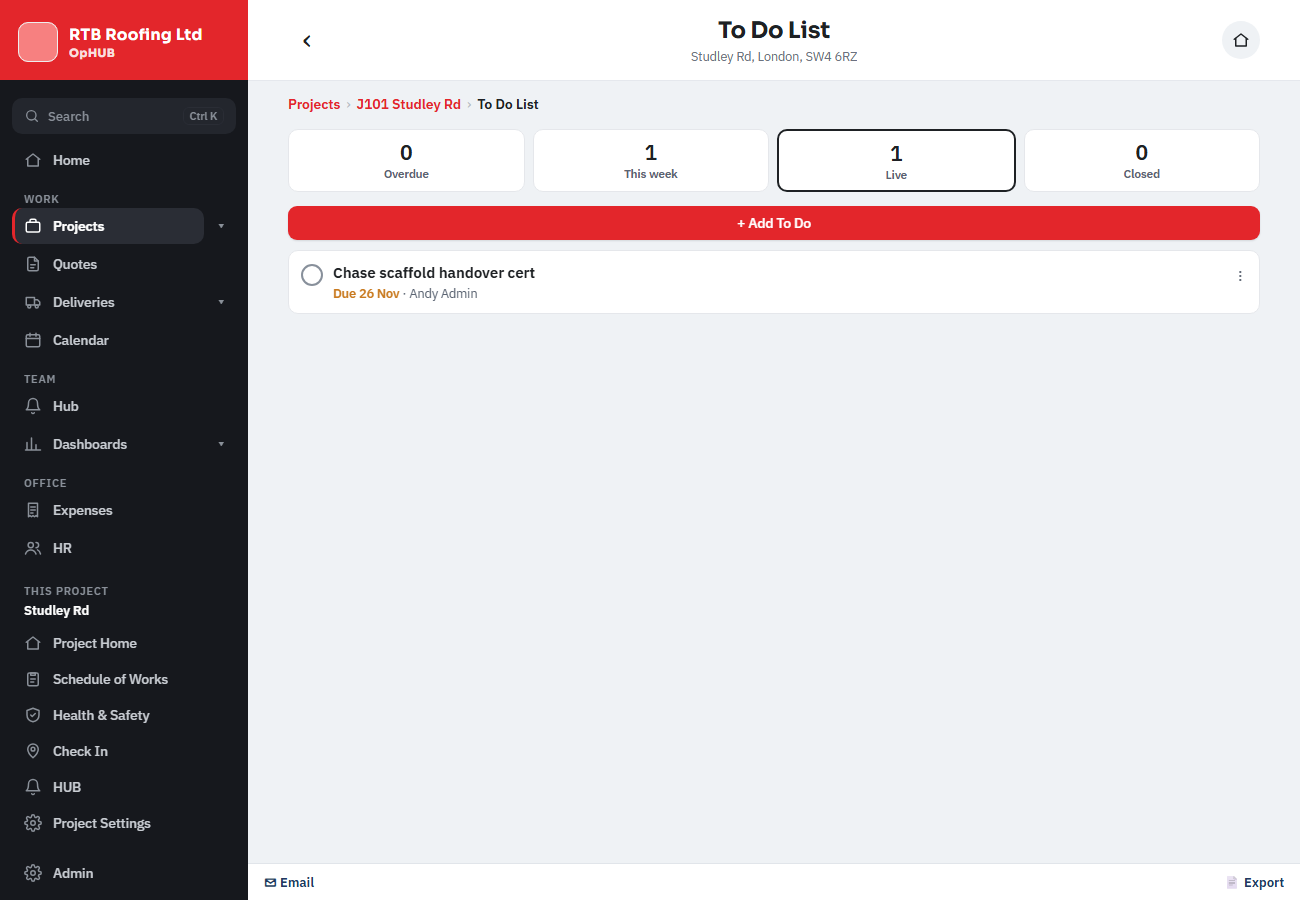 RTB Roofing Ltd
OpHUB
Search
Ctrl K
Home
WORK
Projects
Quotes
Deliveries
Calendar
TEAM
Hub
Dashboards
OFFICE
Expenses
HR
THIS PROJECT
Studley Rd
Project Home
Schedule of Works
Health & Safety
Check In
HUB
Project Settings
Admin
To Do List
Studley Rd, London, SW4 6RZ
Projects › J101 Studley Rd › To Do List
0
Overdue
1
This week
1
Live
0
Closed
+ Add To Do
Chase scaffold handover cert
Due 26 Nov · Andy Admin
Email
Export